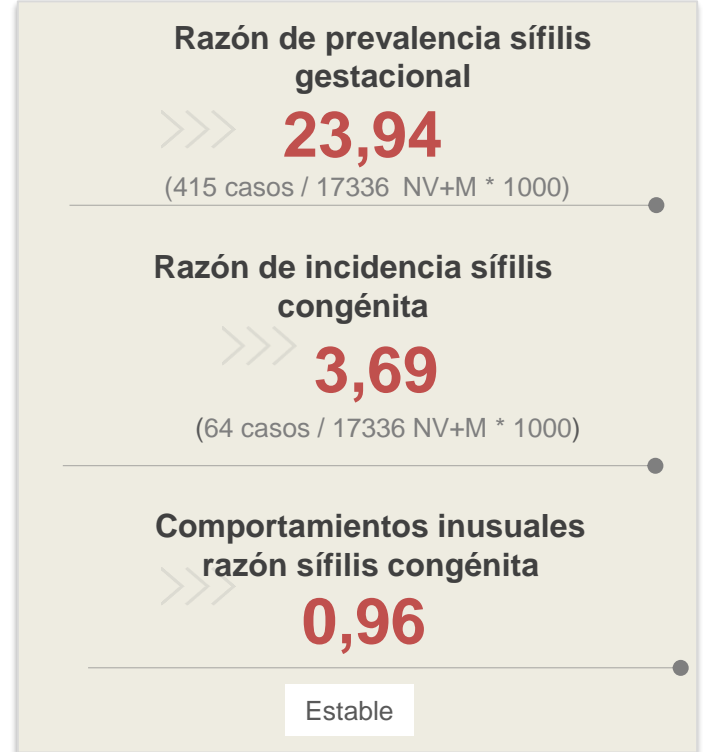 Razón de prevalencia sífilis
gestacional
23,94
(415 casos / 17336 NV+M * 1000)
Razón de incidencia sífilis
congénita
3,69
(64 casos / 17336 NV+M * 1000)
Comportamientos inusuales
razón sífilis congénita
0,96
Estable